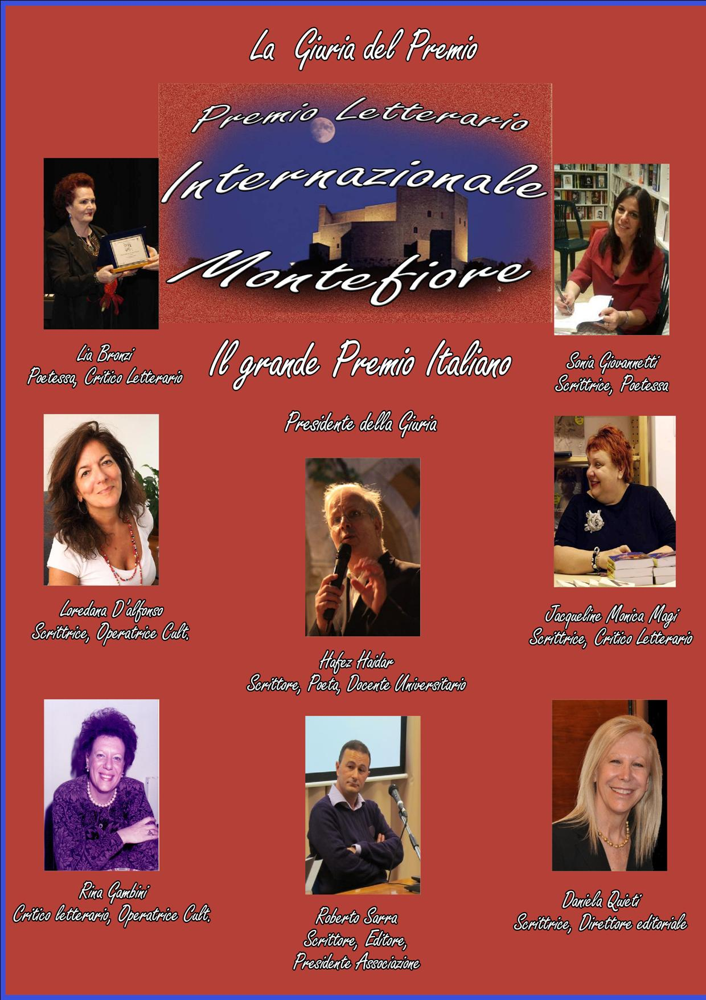 La Giuria del Premio
Premio Letterario
Internazionale
Montefiore
Il grande Premio Italiano
Lia Bronzi
Poetessa, Critico Letterario
Sonia Giovannetti
Scrittrice, Poetessa
Presidente della Giuria
Loredana D'alfonso
Scrittrice, Operatrice Cult.
Hafez Haidar
Scrittore, Poeta, Docente Universitario
Jacqueline Monica Magi
Scrittrice, Critico Letterario
Rina Gambini
Critico letterario, Operatrice Cult.
Roberto Sarra
Scrittore, Editore,
Presidente Associazione
Daniela Quieti
Scrittrice, Direttore editoriale